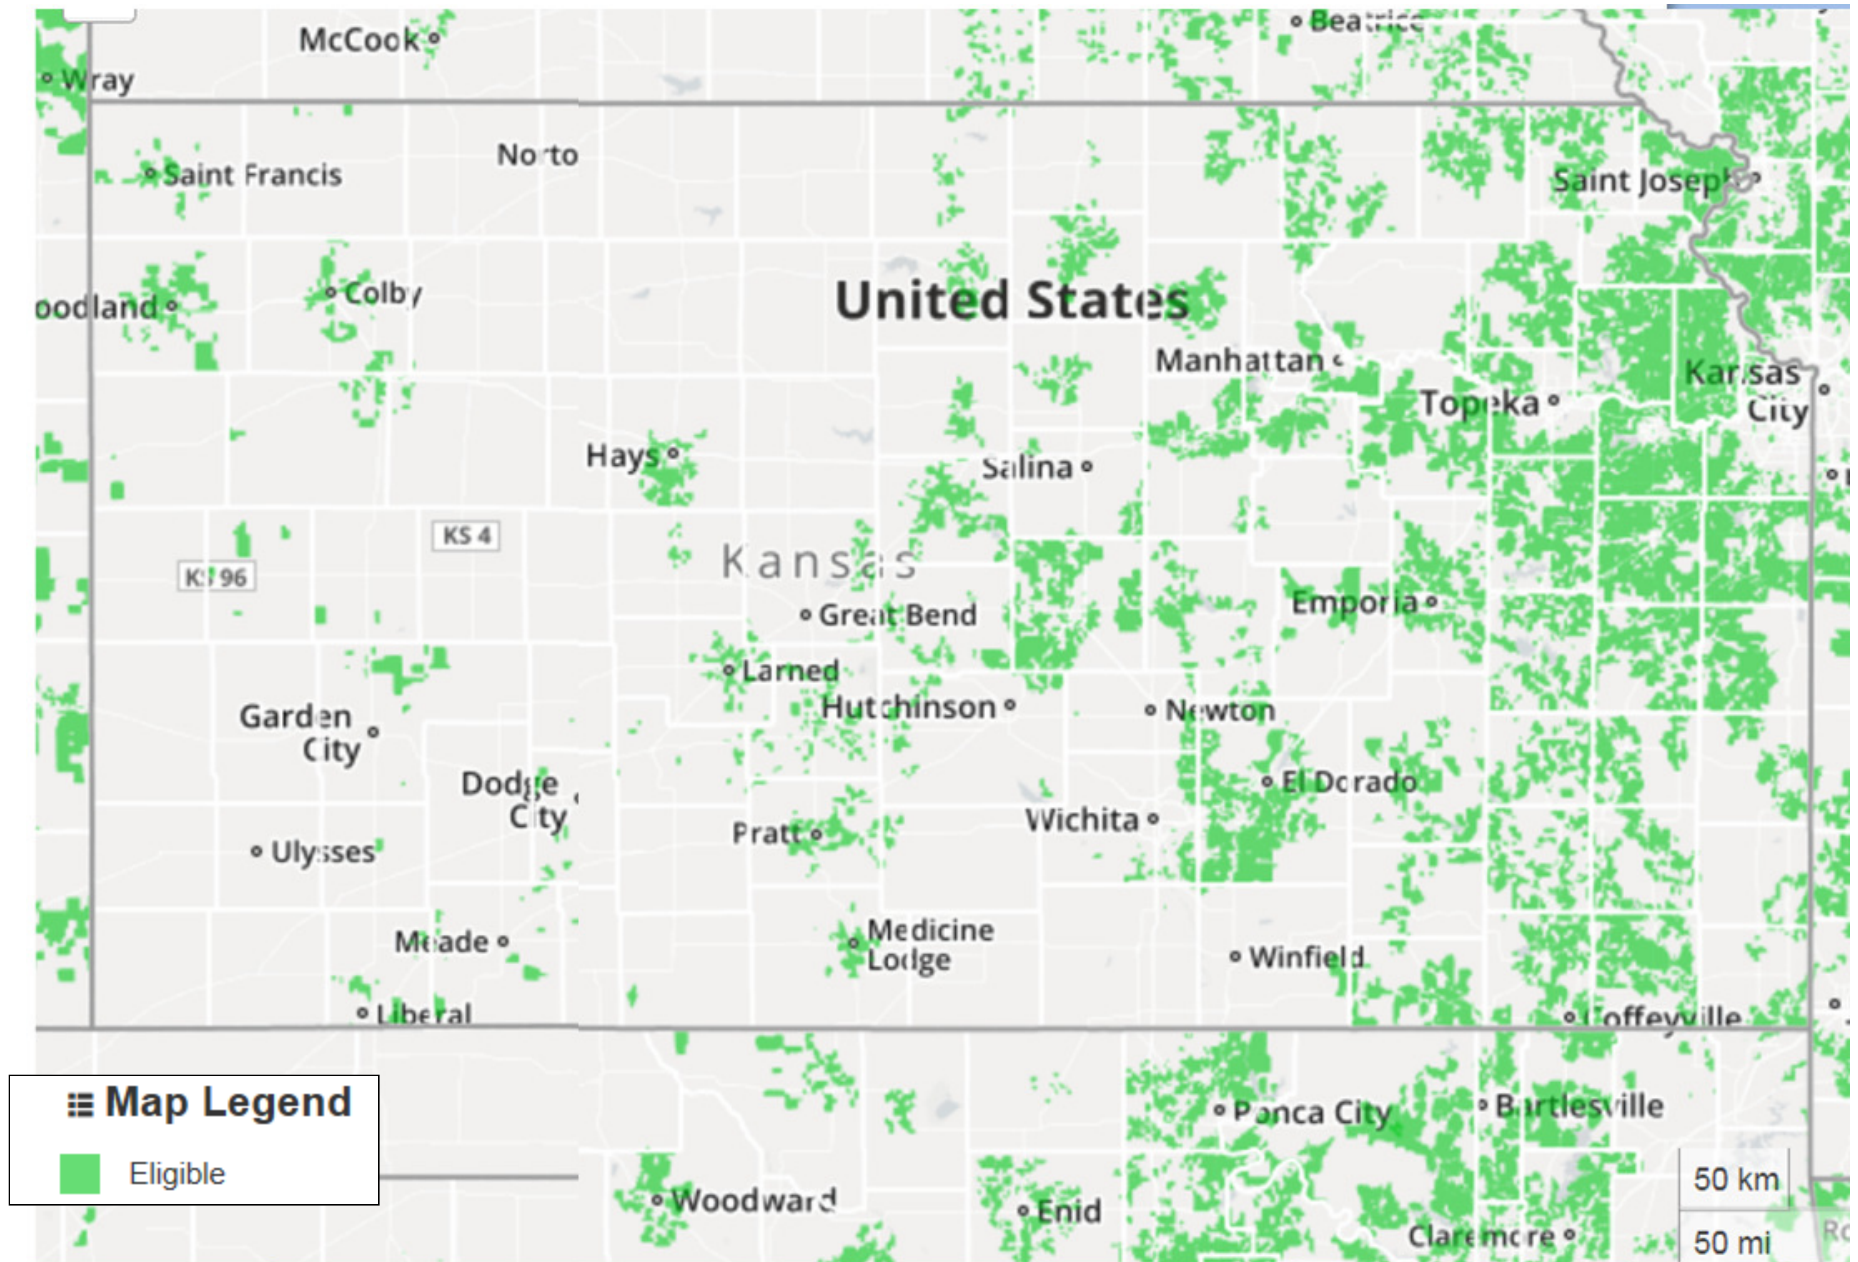 McCook
Beatrice
Wray
Norto
Saint Francis
Saint Joseph
oodland
Colby
United States
Manhattan
Kansas
City
Topeka
Hays
Salina
KS 4
Kansas
KS 96
Great Bend
Emporia
Larned
Hutchinson
Newton
Garden
City
Dodge
City
El Dorado
Wichita
Pratt
Ulysses
Medicine
Lodge
Meade
Winfield
Liberal
Coffeyville
Map Legend
Eligible
Ponca City
Bartlesville
Woodward
Enid
Claremore
50 km
50 mi
Ro